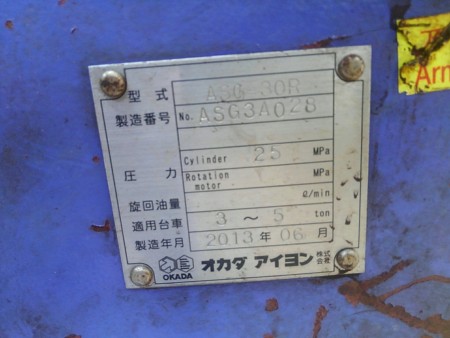 型式 ASG-30R
製造番号 No. ASG3A028
圧力 Cylinder 25 MPa
Rotation motor MPa
旋回油量 ℓ/min
適用台車 3 ~ 5 ton
製造年月 2013 年 06 月
OKADA オカダ アイヨン 株式会社
Arm